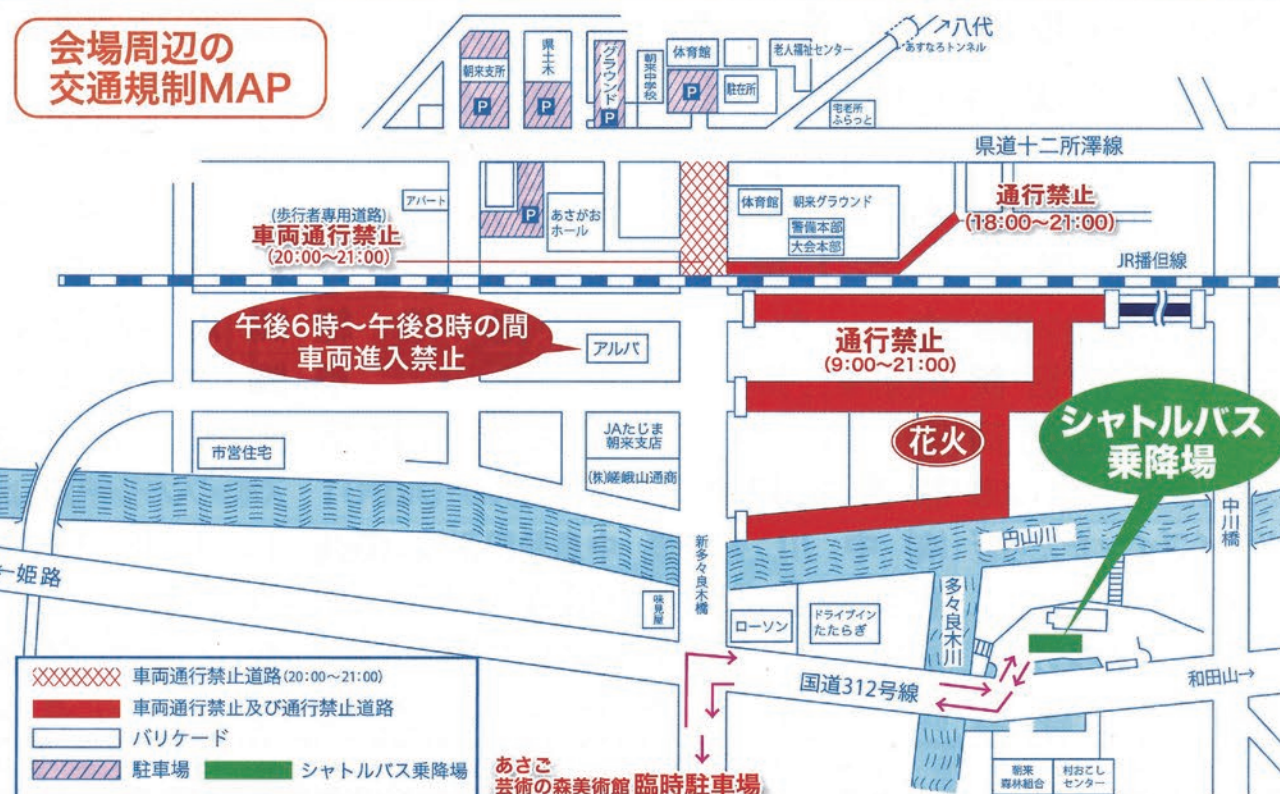 会場周辺の
交通規制MAP
朝来支所
P
県土木
P
グラウンド
P
朝来中学校
体育館
P
駐在所
老人福祉センター
↗八代
あすなろトンネル
宅老所
ふらっと
県道十二所澤線
アパート
P
あさがお
ホール
(歩行者専用道路)
車両通行禁止
(20:00〜21:00)
体育館
朝来グラウンド
警備本部
大会本部
通行禁止
(18:00〜21:00)
JR播但線
午後6時〜午後8時の間
車両進入禁止
アルバ
通行禁止
(9:00〜21:00)
花火
シャトルバス
乗降場
市営住宅
JAたじま
朝来支店
(株)嵯峨山通商
新多々良木橋
円山川
中川橋
←姫路
味見屋
ローソン
ドライブイン
たたらぎ
多々良木川
国道312号線
和田山→
車両通行禁止道路(20:00〜21:00)
車両通行禁止及び通行禁止道路
バリケード
駐車場
シャトルバス乗降場
あさご
芸術の森美術館 臨時駐車場
朝来
森林組合
村おこし
センター